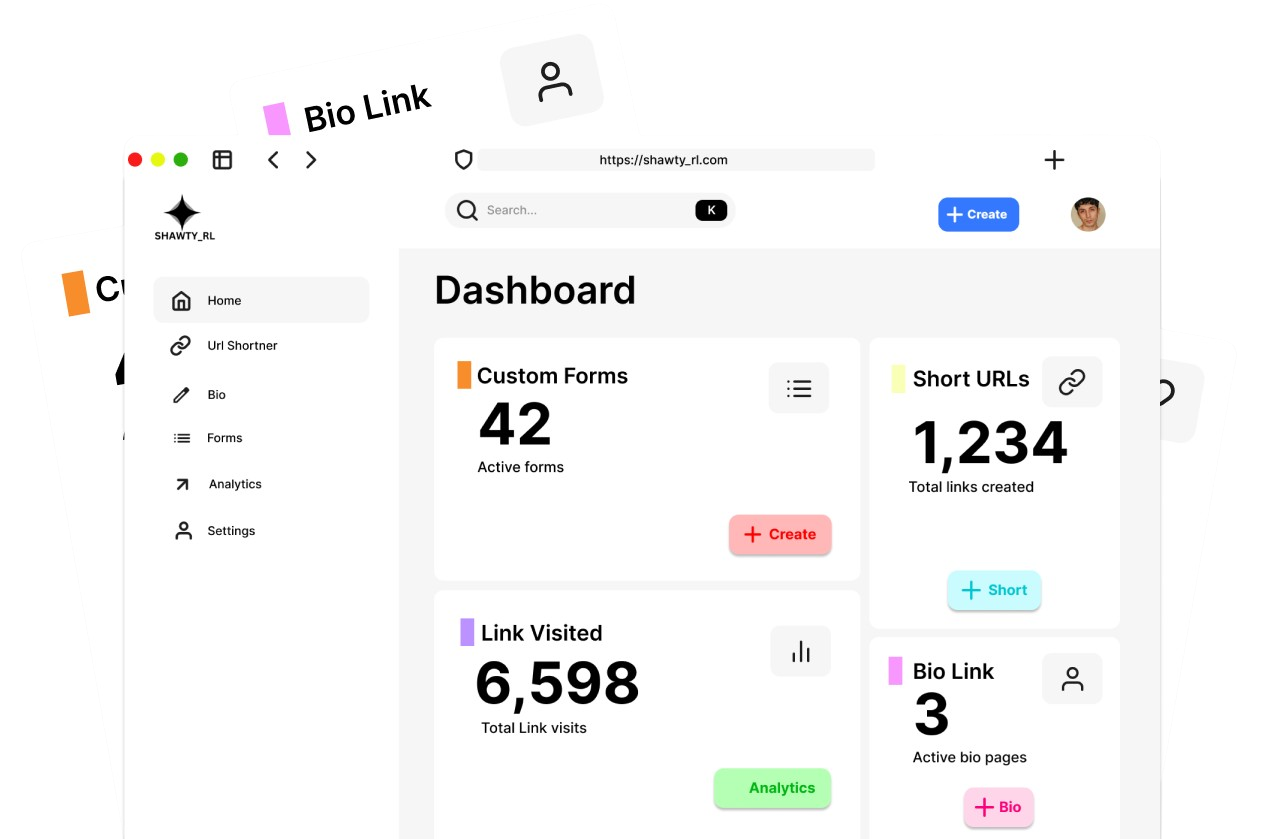 Bio Link
https://shawty_rl.com
Search...
K
Create
SHAWTY_RL
Home
Url Shortner
Bio
Forms
Analytics
Settings
Dashboard
Custom Forms
42
Active forms
Create
Short URLs
1,234
Total links created
Short
Link Visited
6,598
Total Link visits
Analytics
Bio Link
3
Active bio pages
Bio